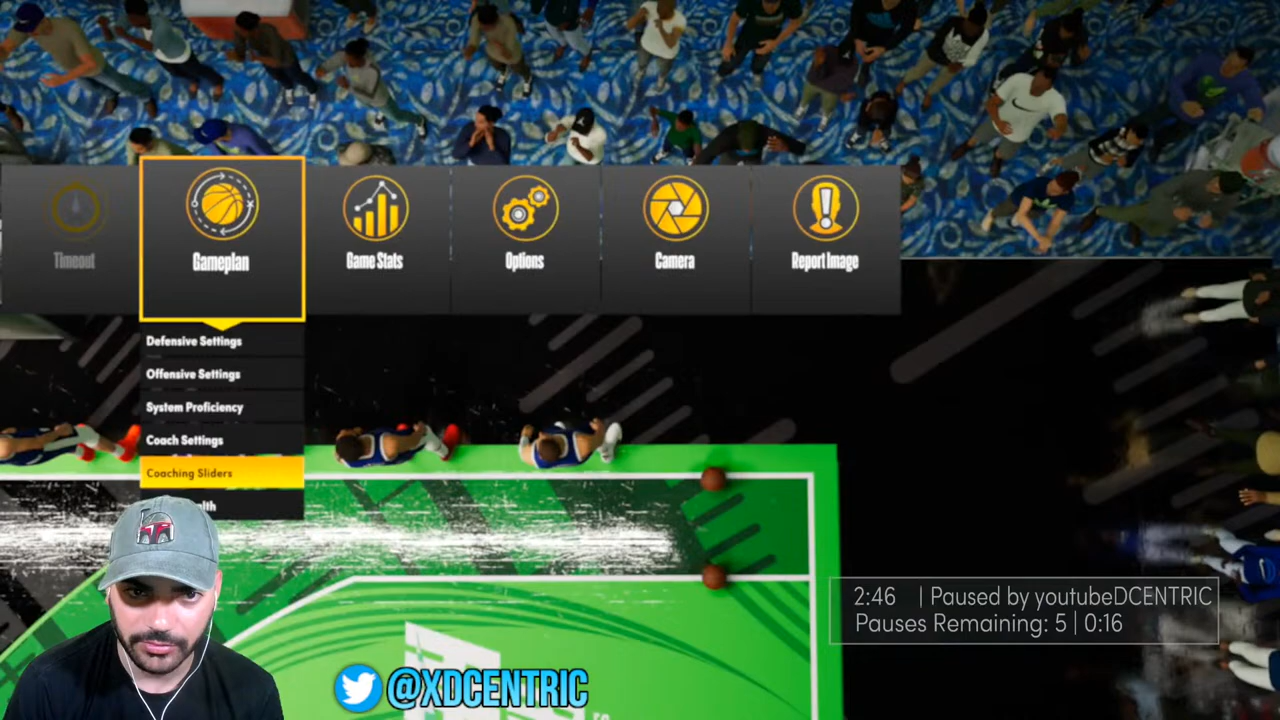 Timeout
Gameplan
Game Stats
Options
Camera
Report Image
Defensive Settings
Offensive Settings
System Proficiency
Coach Settings
Coaching Sliders
2:46 | Paused by youtubeDCENTRIC
Pauses Remaining: 5 | 0:16
@XDCENTRIC